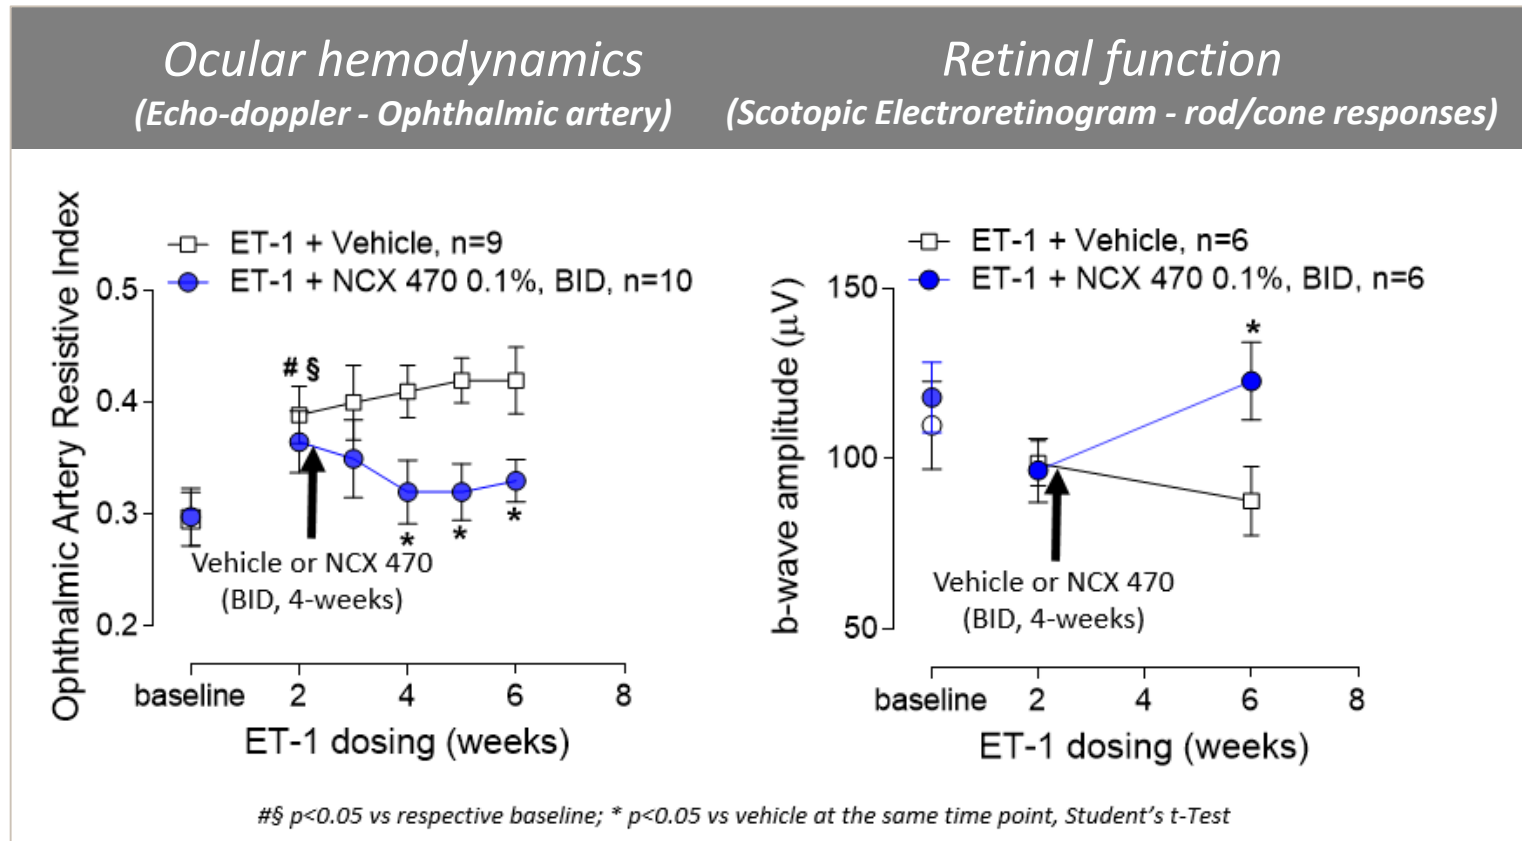 Ocular hemodynamics
(Echo-doppler - Ophthalmic artery)
Retinal function
(Scotopic Electroretinogram - rod/cone responses)
Ophthalmic Artery Resistive Index
ET-1 + Vehicle, n=9
ET-1 + NCX 470 0.1%, BID, n=10
0.5
0.4
0.3
0.2
# §
*
*
*
Vehicle or NCX 470
(BID, 4-weeks)
baseline 2 4 6 8
ET-1 dosing (weeks)
b-wave amplitude (μV)
ET-1 + Vehicle, n=6
ET-1 + NCX 470 0.1%, BID, n=6
150
100
50
*
Vehicle or NCX 470
(BID, 4-weeks)
baseline 2 4 6 8
ET-1 dosing (weeks)
#§ p<0.05 vs respective baseline; * p<0.05 vs vehicle at the same time point, Student’s t-Test